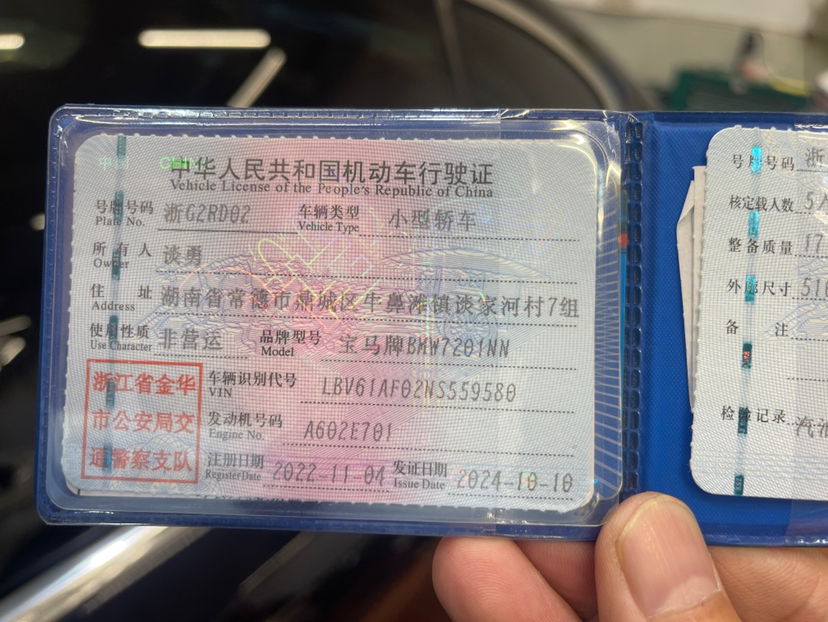 中国 CHN
中华人民共和国机动车行驶证
Vehicle License of the People's Republic of China
号牌号码 浙G2RD02 车辆类型 小型轿车
Plate No. Vehicle Type
所有人 谈勇
Owner
住址 湖南省常德市鼎城区牛鼻滩镇谈家河村7组
Address
使用性质 非营运 品牌型号 宝马牌BMW7201NN
Use Character Model
浙江省金华
市公安局交
通警察支队
车辆识别代号 LBV61AF02NS559580
VIN
发动机号码 A602E701
Engine No.
注册日期 2022-11-04 发证日期 2024-10-10
Register Date Issue Date
号牌号码 浙
核定载人数 5人
整备质量 17
外廓尺寸 516
备注
检验记录 汽油